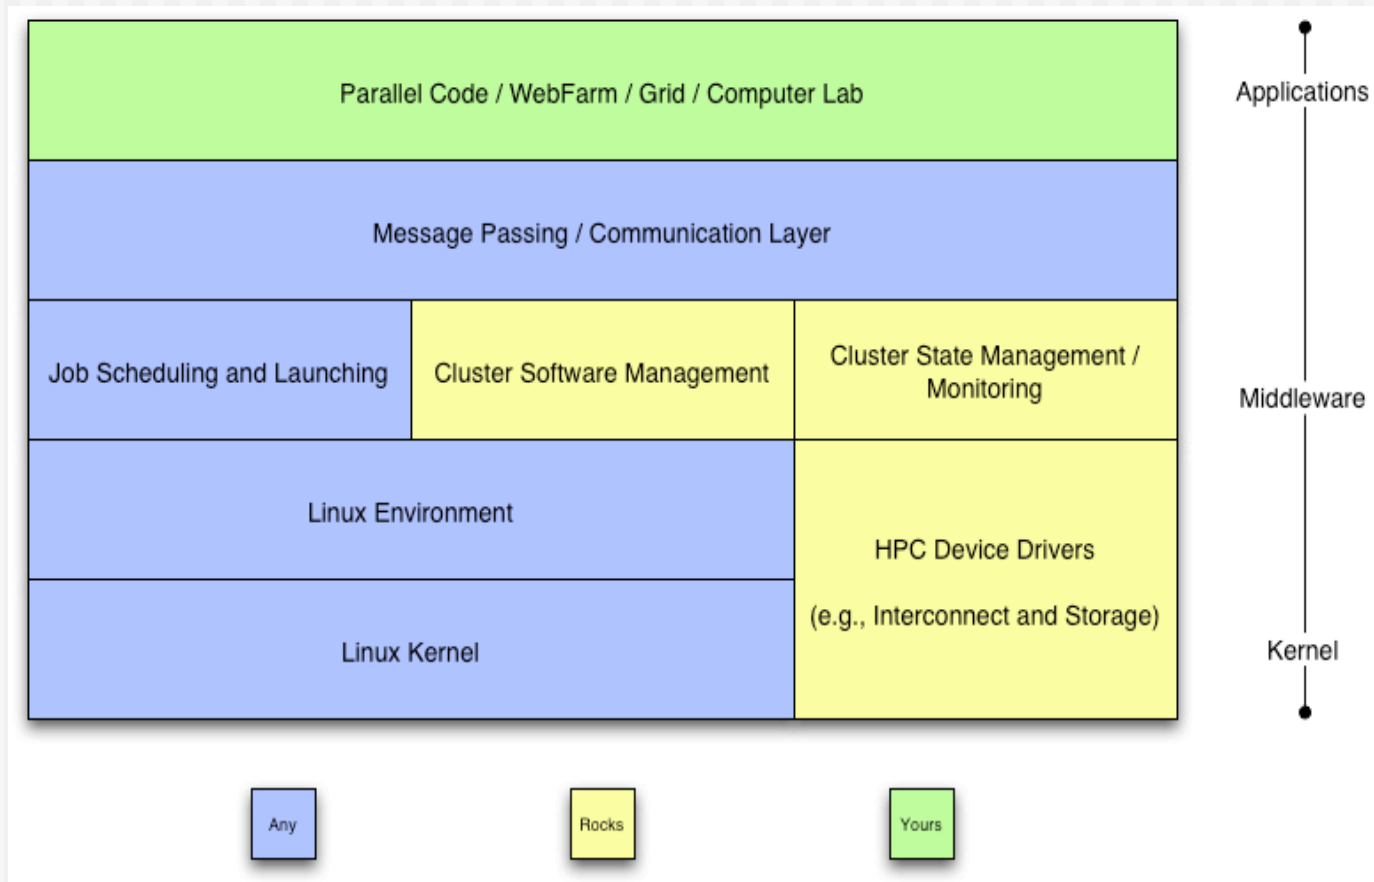 Parallel Code / WebFarm / Grid / Computer Lab
Applications
Message Passing / Communication Layer
Job Scheduling and Launching
Cluster Software Management
Cluster State Management /
Monitoring
Middleware
Linux Environment
HPC Device Drivers
(e.g., Interconnect and Storage)
Linux Kernel
Kernel
Any
Rocks
Yours